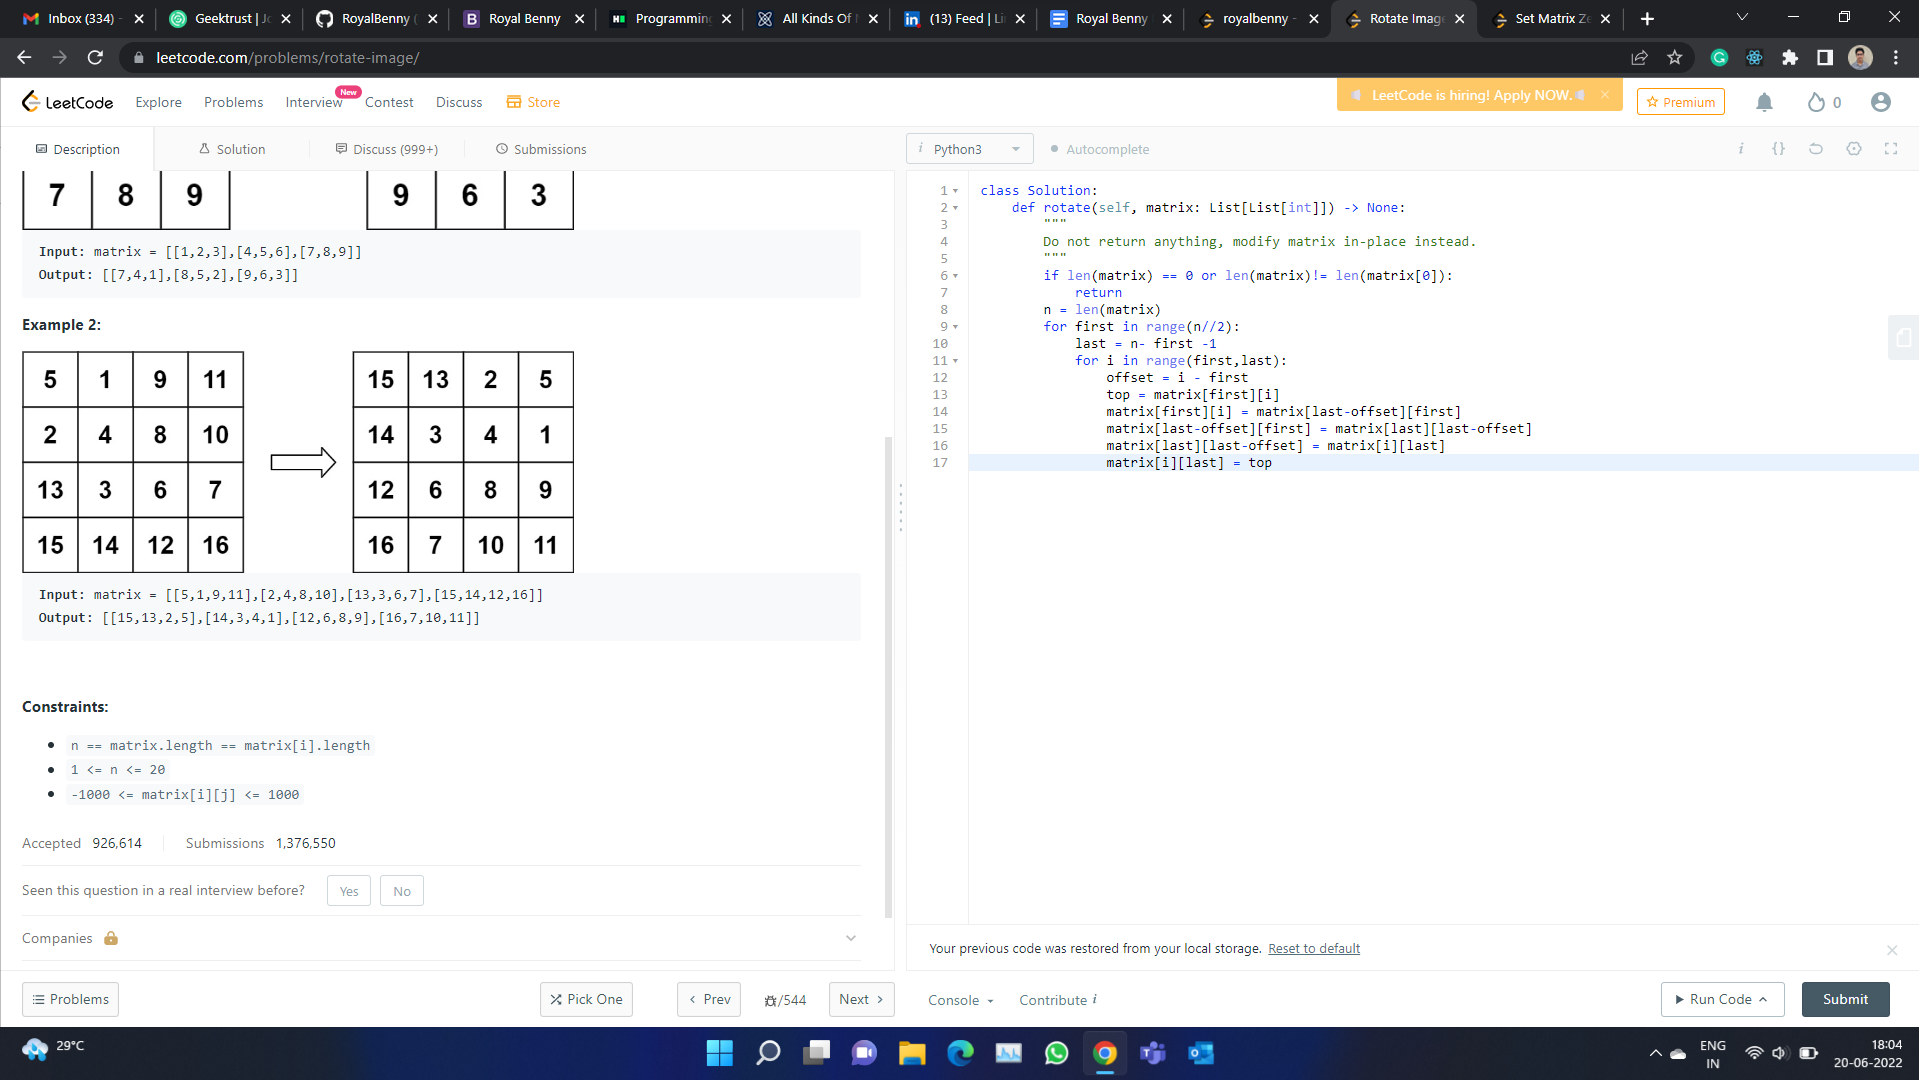 Inbox (334) -
Geektrust | Jo
RoyalBenny (
Royal Benny
Programming
All Kinds Of
(13) Feed | Li
Royal Benny
royalbenny -
Rotate Image
Set Matrix Ze
leetcode.com/problems/rotate-image/
LeetCode
Explore
Problems
Interview
New
Contest
Discuss
Store
LeetCode is hiring! Apply NOW.
Premium
0
Description
Solution
Discuss (999+)
Submissions
i Python3
Autocomplete
7 8 9
9 6 3
Input: matrix = [[1,2,3],[4,5,6],[7,8,9]]
Output: [[7,4,1],[8,5,2],[9,6,3]]
Example 2:
5 1 9 11
2 4 8 10
13 3 6 7
15 14 12 16
15 13 2 5
14 3 4 1
12 6 8 9
16 7 10 11
Input: matrix = [[5,1,9,11],[2,4,8,10],[13,3,6,7],[15,14,12,16]]
Output: [[15,13,2,5],[14,3,4,1],[12,6,8,9],[16,7,10,11]]
Constraints:
n == matrix.length == matrix[i].length
1 <= n <= 20
-1000 <= matrix[i][j] <= 1000
Accepted 926,614
Submissions 1,376,550
Seen this question in a real interview before?
Yes
No
Companies
Problems
Pick One
Prev
/544
Next
1 class Solution:
2 def rotate(self, matrix: List[List[int]]) -> None:
3 """
4 Do not return anything, modify matrix in-place instead.
5 """
6 if len(matrix) == 0 or len(matrix)!= len(matrix[0]):
7 return
8 n = len(matrix)
9 for first in range(n//2):
10 last = n- first -1
11 for i in range(first,last):
12 offset = i - first
13 top = matrix[first][i]
14 matrix[first][i] = matrix[last-offset][first]
15 matrix[last-offset][first] = matrix[last][last-offset]
16 matrix[last][last-offset] = matrix[i][last]
17 matrix[i][last] = top
Your previous code was restored from your local storage. Reset to default
Console
Contribute i
Run Code
Submit
29°C
ENG
IN
18:04
20-06-2022